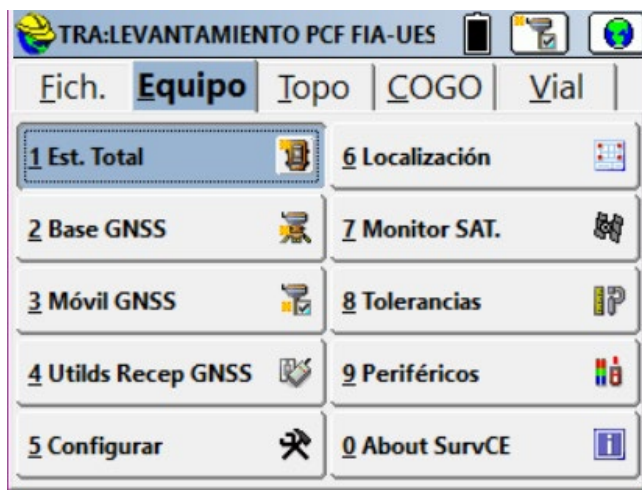 TRA:LEVANTAMIENTO PCF FIA-UES
Fich. Equipo Topo COGO Vial
1 Est. Total
6 Localización
2 Base GNSS
7 Monitor SAT.
3 Móvil GNSS
8 Tolerancias
4 Utilds Recep GNSS
9 Periféricos
5 Configurar
0 About SurvCE